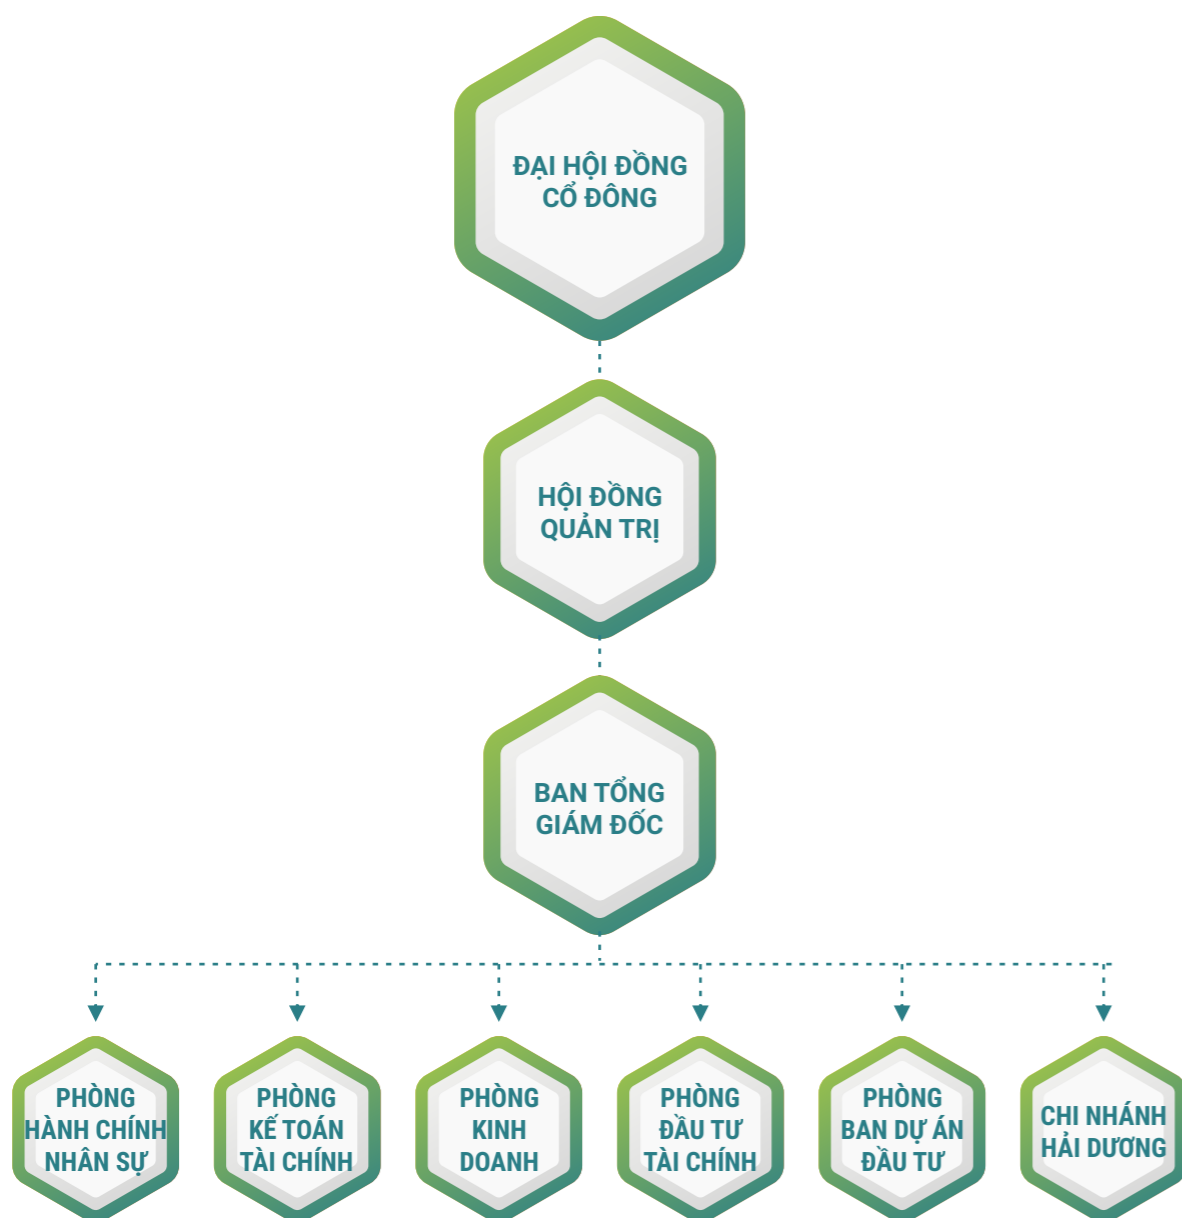 ĐẠI HỘI ĐỒNG
CỔ ĐÔNG
HỘI ĐỒNG
QUẢN TRỊ
BAN TỔNG
GIÁM ĐỐC
PHÒNG
HÀNH CHÍNH
NHÂN SỰ
PHÒNG
KẾ TOÁN
TÀI CHÍNH
PHÒNG
KINH
DOANH
PHÒNG
ĐẦU TƯ
TÀI CHÍNH
PHÒNG
BAN DỰ ÁN
ĐẦU TƯ
CHI NHÁNH
HẢI DƯƠNG